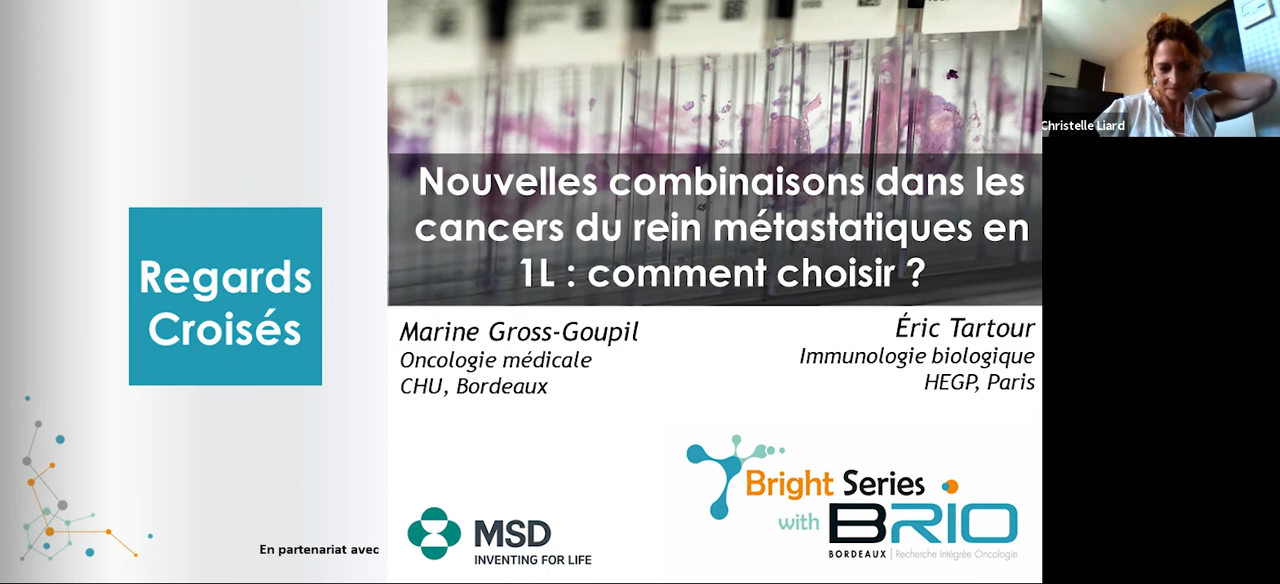 Nouvelles combinaisons dans les
cancers du rein métastatiques en
1L : comment choisir ?
Christelle Liard
Regards
Croisés
Marine Gross-Goupil
Oncologie médicale
CHU, Bordeaux
Éric Tartour
Immunologie biologique
HEGP, Paris
En partenariat avec
MSD
INVENTING FOR LIFE
Bright Series
with BRIO
BORDEAUX | Recherche Intégrée Oncologie